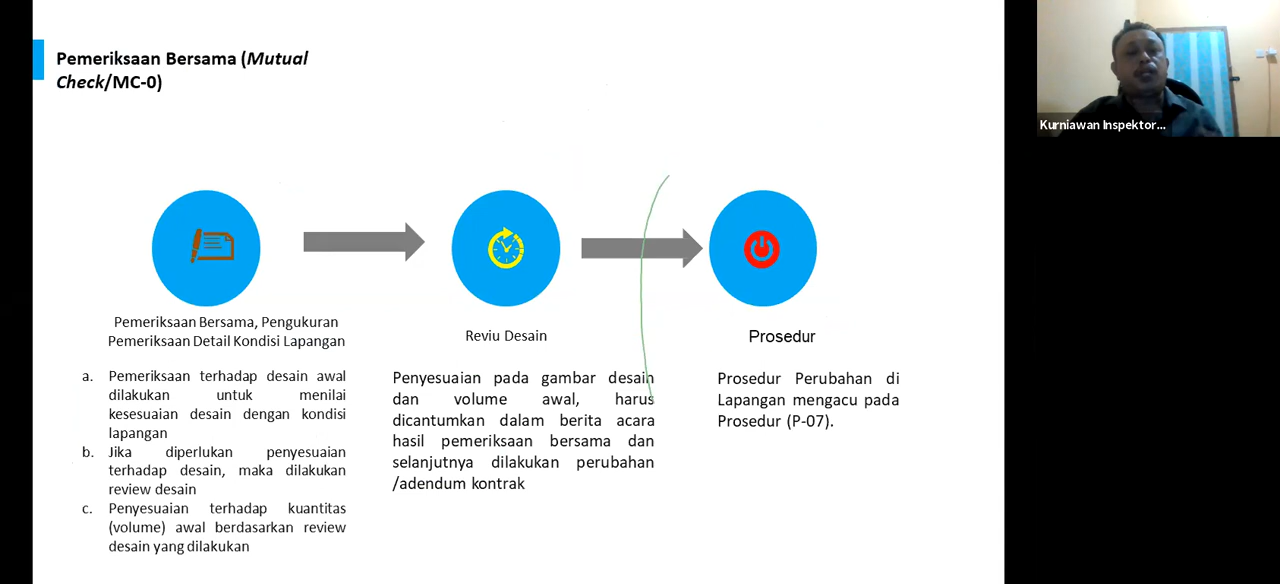 Pemeriksaan Bersama (Mutual
Check/MC-0)
Kurniawan Inspektor...
Pemeriksaan Bersama, Pengukuran
Pemeriksaan Detail Kondisi Lapangan
a. Pemeriksaan terhadap desain awal
dilakukan untuk menilai
kesesuaian desain dengan kondisi
lapangan
b. Jika diperlukan penyesuaian
terhadap desain, maka dilakukan
review desain
c. Penyesuaian terhadap kuantitas
(volume) awal berdasarkan review
desain yang dilakukan
Reviu Desain
Penyesuaian pada gambar desain
dan volume awal, harus
dicantumkan dalam berita acara
hasil pemeriksaan bersama dan
selanjutnya dilakukan perubahan
/adendum kontrak
Prosedur
Prosedur Perubahan di
Lapangan mengacu pada
Prosedur (P-07).